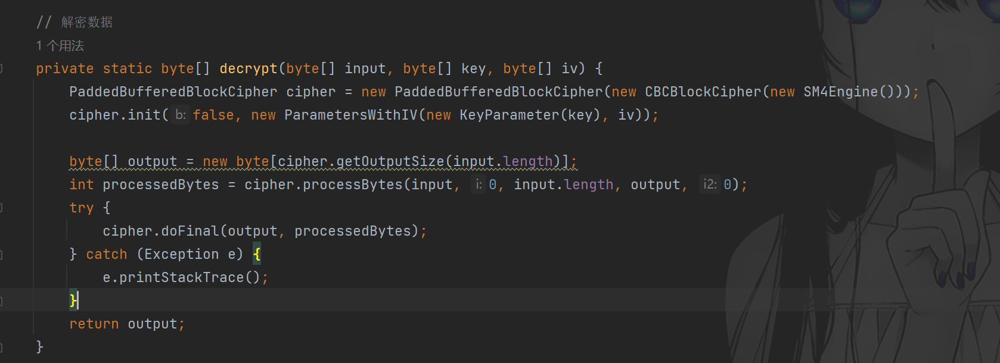 // 解密数据
1 个用法
private static byte[] decrypt(byte[] input, byte[] key, byte[] iv) {
PaddedBufferedBlockCipher cipher = new PaddedBufferedBlockCipher(new CBCBlockCipher(new SM4Engine()));
cipher.init( b: false, new ParametersWithIV(new KeyParameter(key), iv));
byte[] output = new byte[cipher.getOutputSize(input.length)];
int processedBytes = cipher.processBytes(input, i: 0, input.length, output, i2: 0);
try {
cipher.doFinal(output, processedBytes);
} catch (Exception e) {
e.printStackTrace();
}
return output;
}